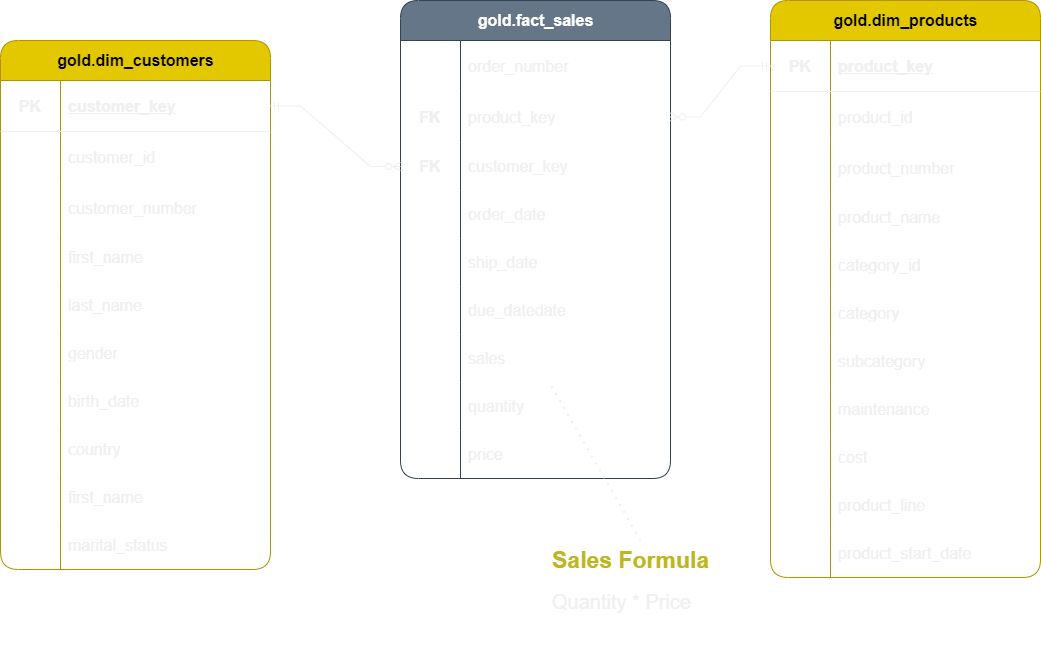 gold.dim_customers
PK customer_key
customer_id
customer_number
first_name
last_name
gender
birth_date
country
first_name
marital_status
gold.fact_sales
order_number
FK product_key
FK customer_key
order_date
ship_date
due_datedate
sales
quantity
price
gold.dim_products
PK product_key
product_id
product_number
product_name
category_id
category
subcategory
maintenance
cost
product_line
product_start_date
Sales Formula
Quantity * Price